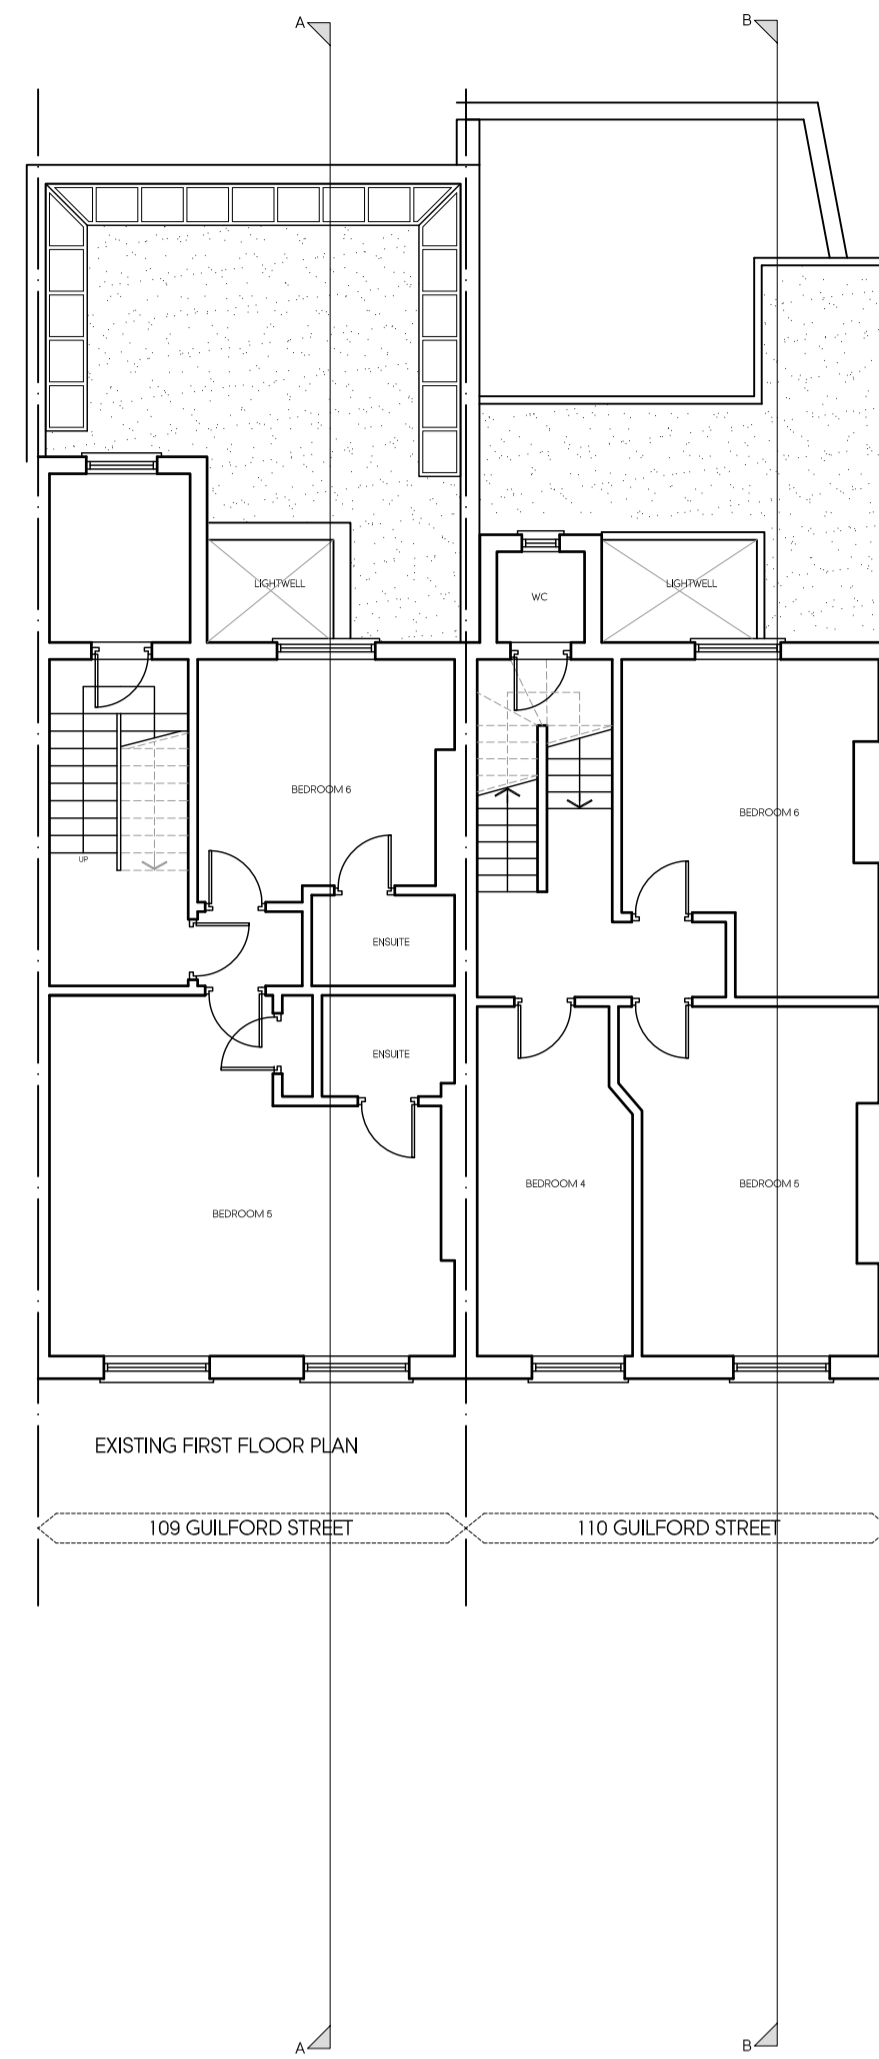 A
B
LIGHTWELL
LIGHTWELL
WC
BEDROOM 6
BEDROOM 6
UP
ENSUITE
ENSUITE
BEDROOM 4
BEDROOM 5
BEDROOM 5
EXISTING FIRST FLOOR PLAN
109 GUILFORD STREET
110 GUILFORD STREET
A
B